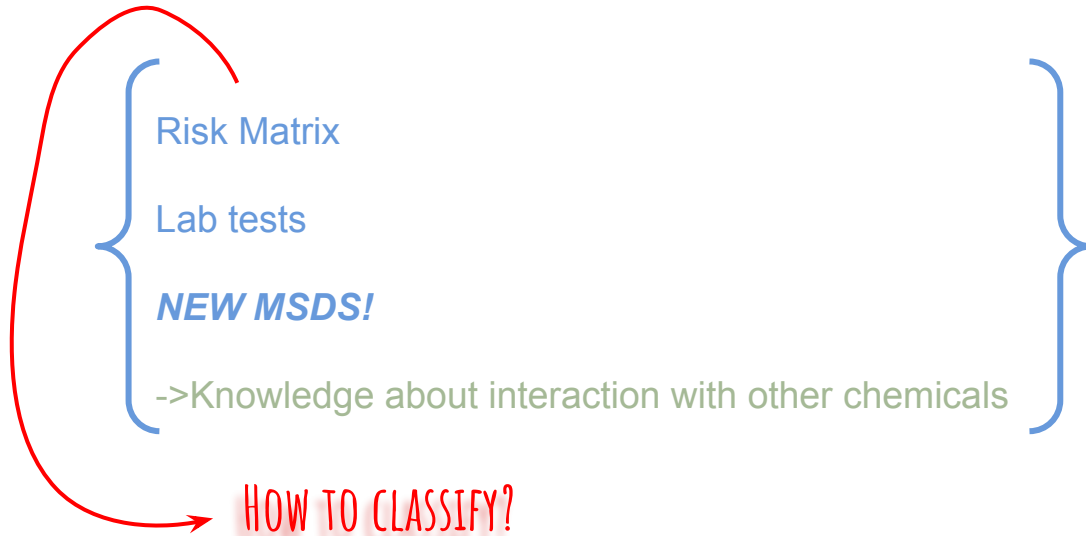 Risk Matrix
Lab tests
NEW MSDS!
->Knowledge about interaction with other chemicals
HOW TO CLASSIFY?